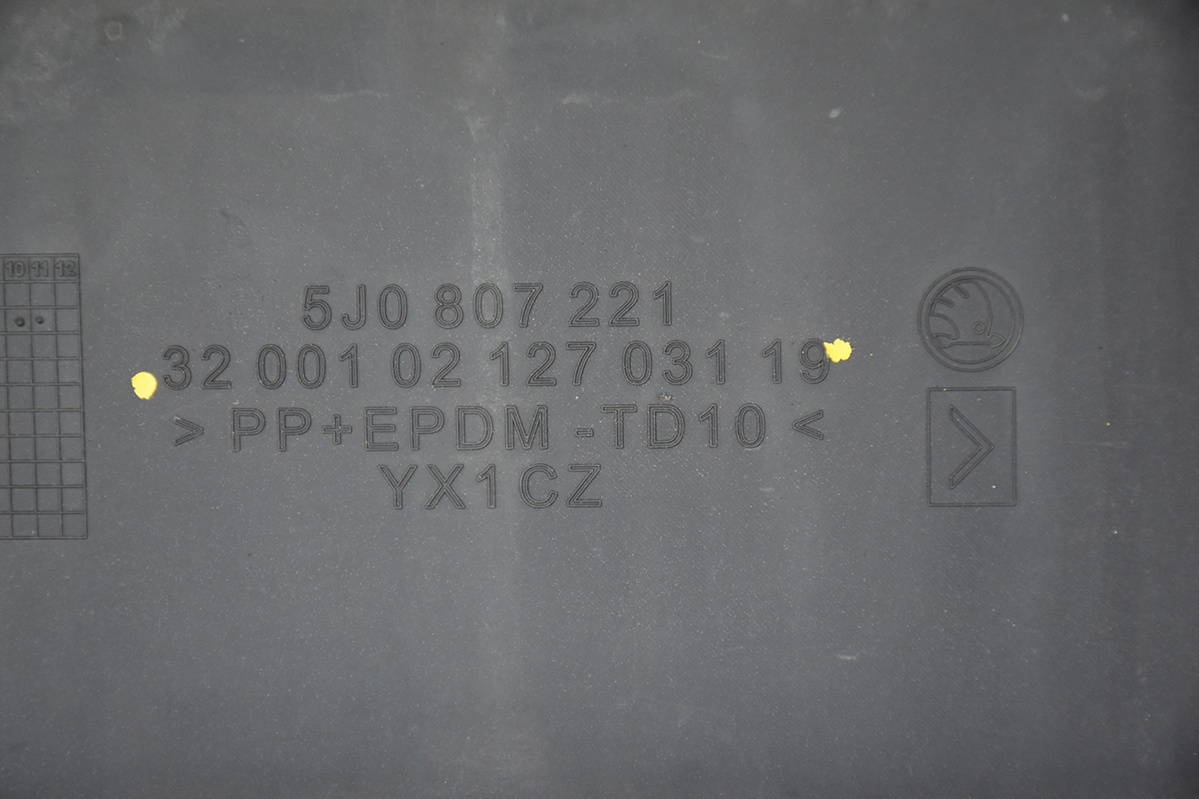 10 11 12
5J0 807 221
32 001 02 127 031 19
> PP+EPDM -TD10 <
YX1CZ